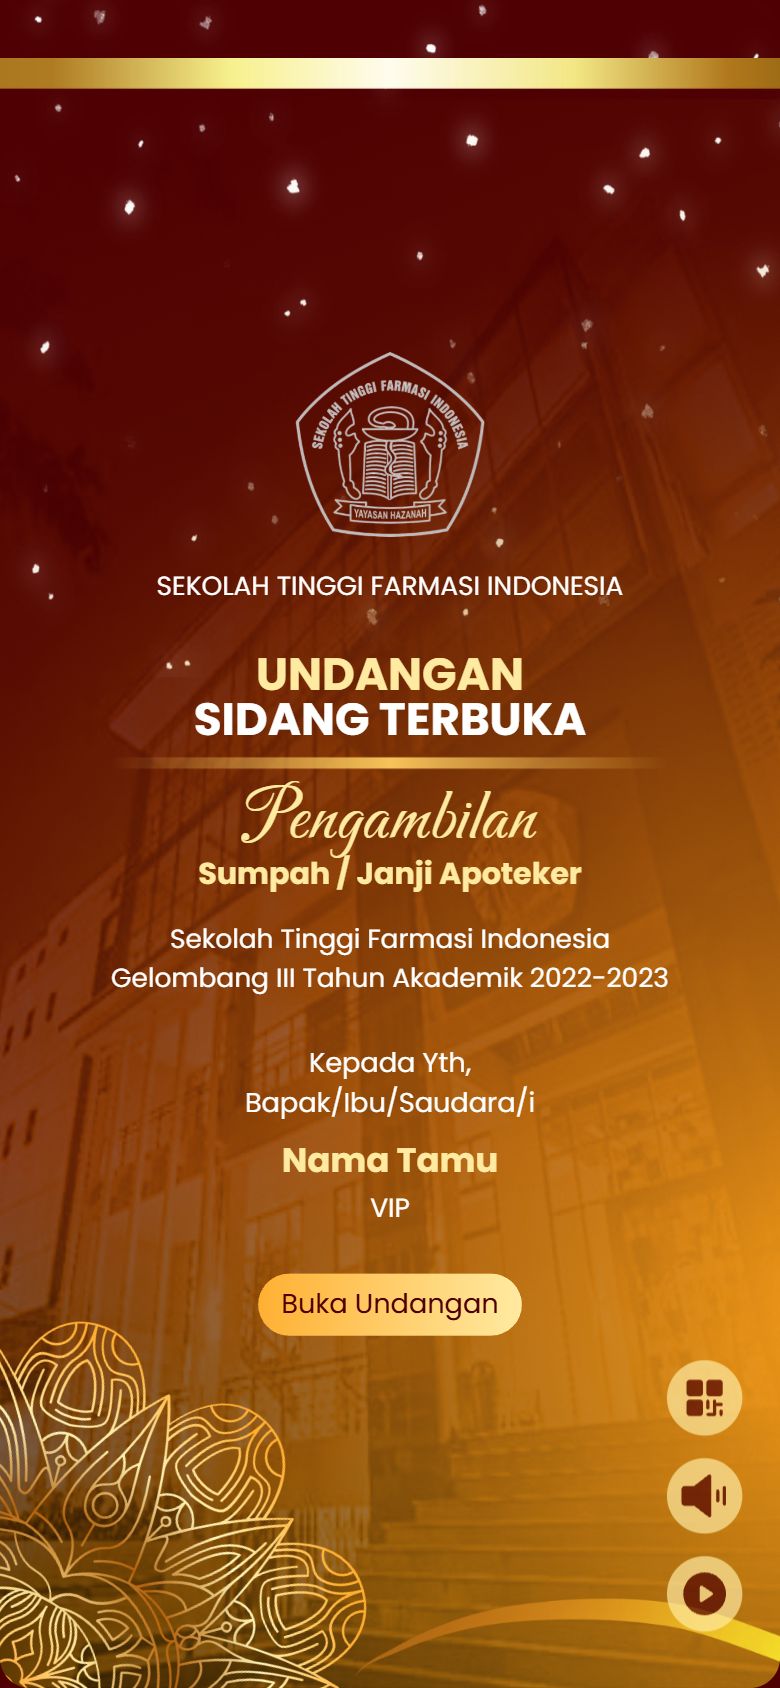 SEKOLAH TINGGI FARMASI INDONESIA
YAYASAN HAZANAH
SEKOLAH TINGGI FARMASI INDONESIA
UNDANGAN
SIDANG TERBUKA
Pengambilan
Sumpah / Janji Apoteker
Sekolah Tinggi Farmasi Indonesia
Gelombang III Tahun Akademik 2022-2023
Kepada Yth,
Bapak/Ibu/Saudara/i
Nama Tamu
VIP
Buka Undangan